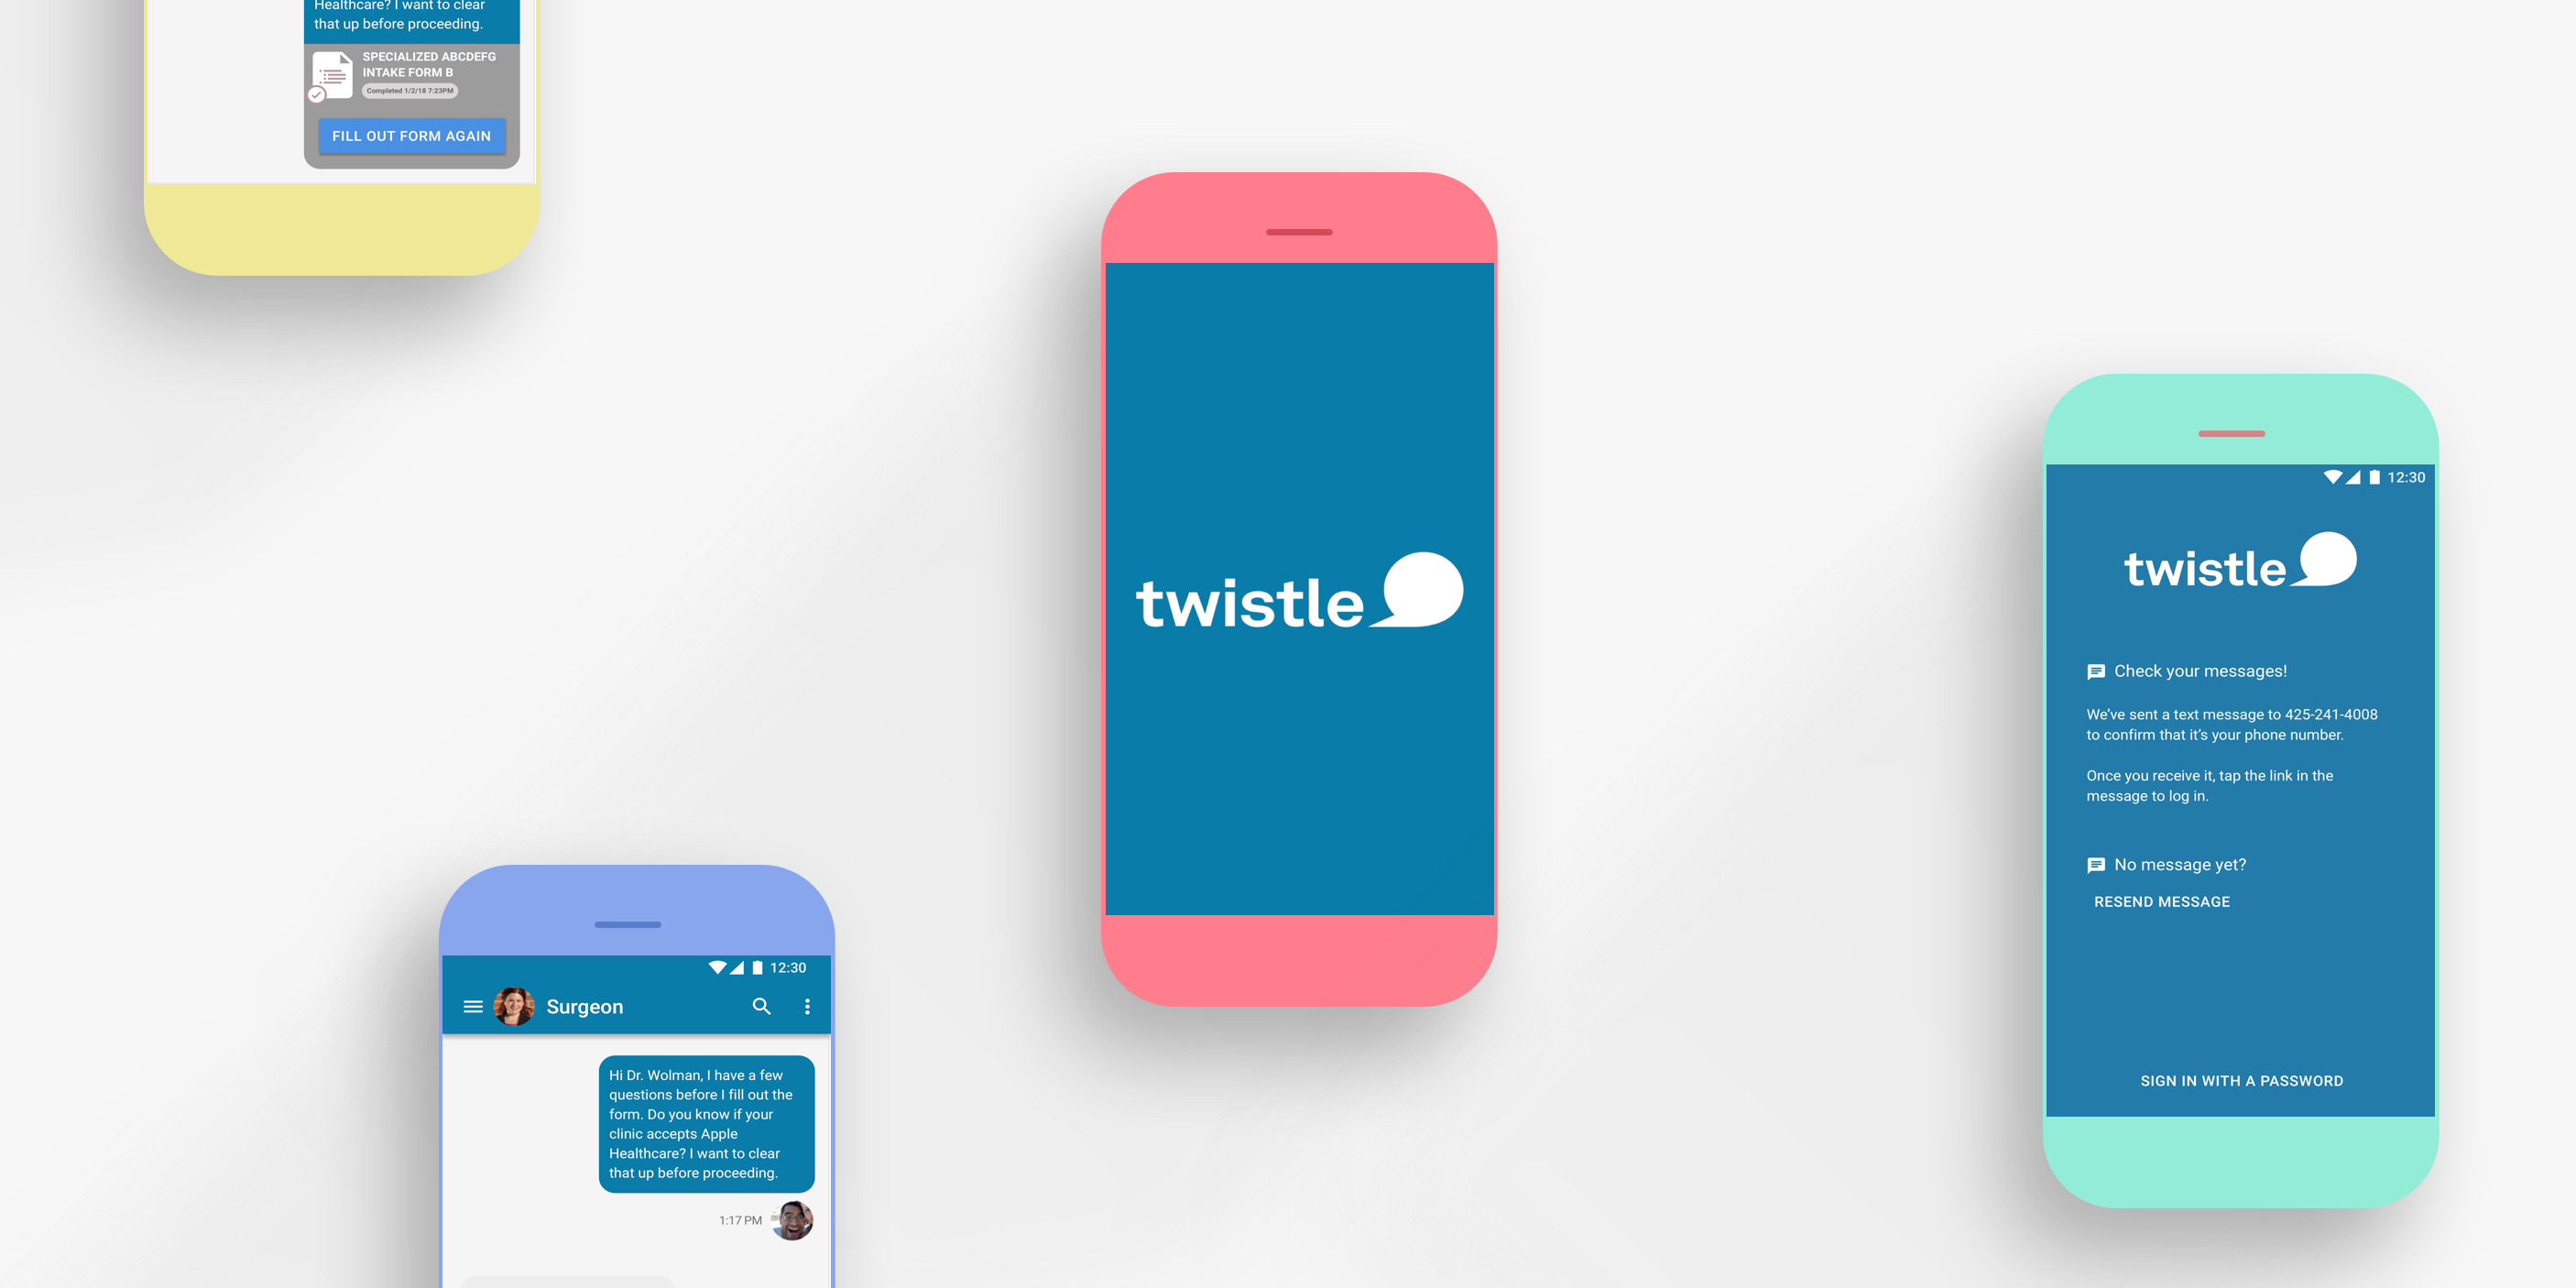 Healthcare? I want to clear
that up before proceeding.
SPECIALIZED ABCDEFG
INTAKE FORM B
Completed 1/2/18 7:23PM
FILL OUT FORM AGAIN
twistle
12:30
twistle
Check your messages!
We’ve sent a text message to 425-241-4008
to confirm that it’s your phone number.
Once you receive it, tap the link in the
message to log in.
No message yet?
RESEND MESSAGE
SIGN IN WITH A PASSWORD
12:30
Surgeon
Hi Dr. Wolman, I have a few
questions before I fill out the
form. Do you know if your
clinic accepts Apple
Healthcare? I want to clear
that up before proceeding.
1:17 PM